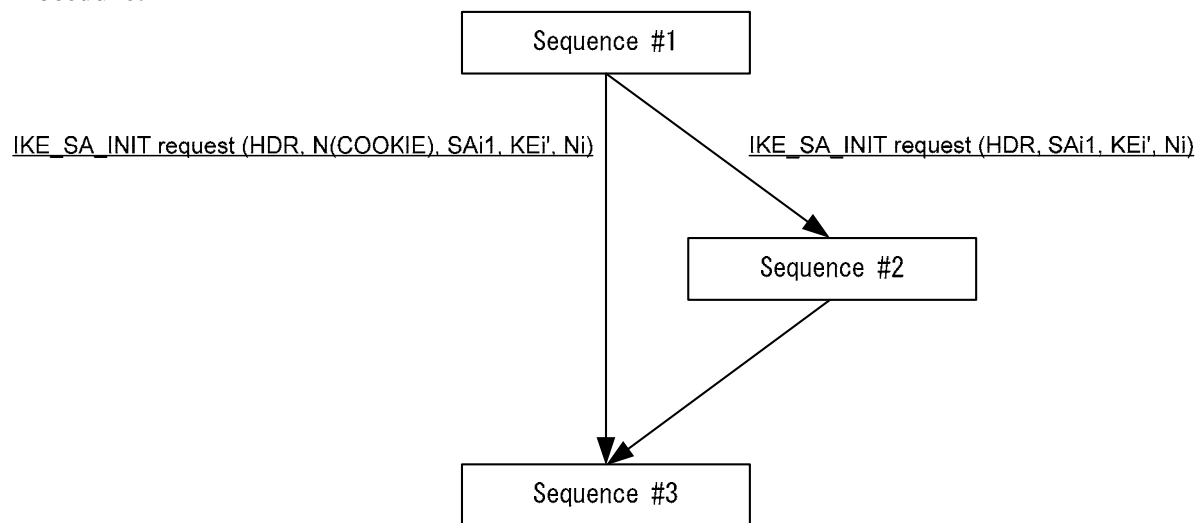 Sequence #1
IKE_SA_INIT request (HDR, N(COOKIE), SAi1, KEi', Ni)
IKE_SA_INIT request (HDR, SAi1, KEi', Ni)
Sequence #2
Sequence #3